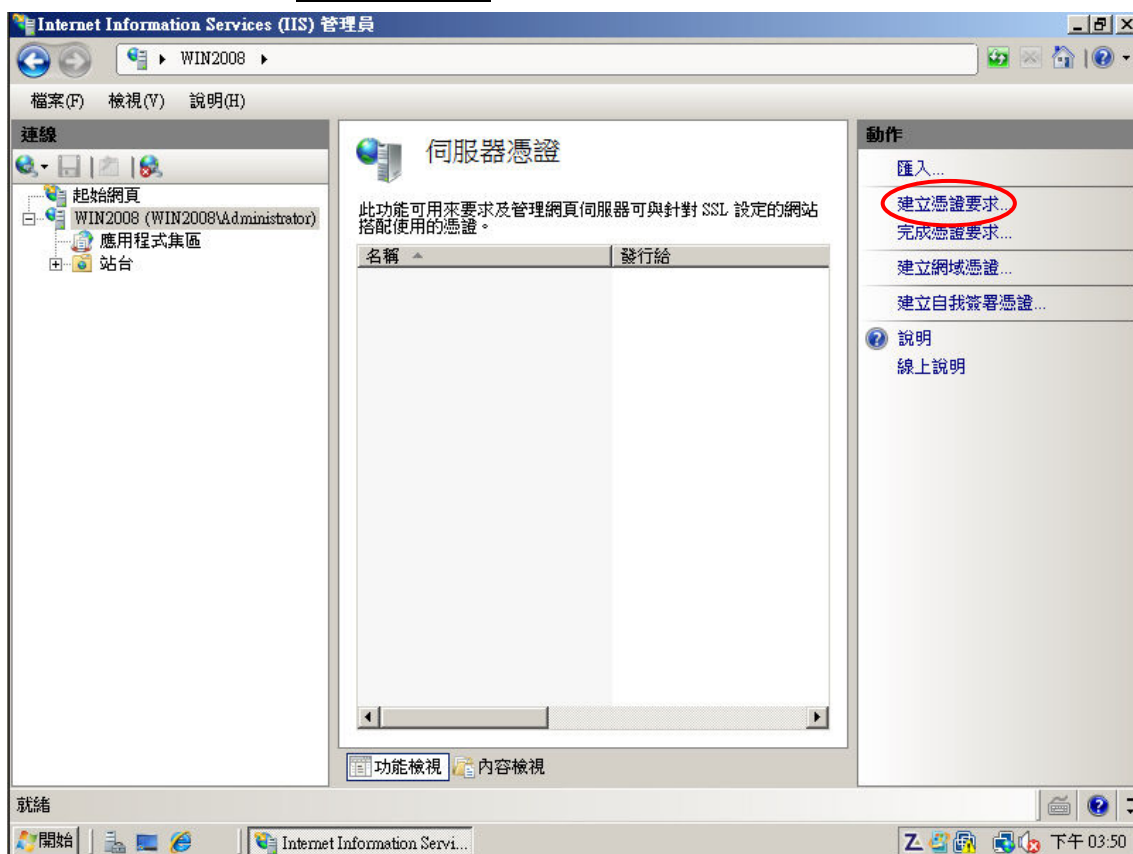 Internet Information Services (IIS) 管理員
WIN2008
檔案(F) 檢視(V) 說明(H)
連線
起始網頁
WIN2008 (WIN2008\Administrator)
應用程式集區
站台
伺服器憑證
此功能可用來要求及管理網頁伺服器可與針對 SSL 設定的網站
搭配使用的憑證。
名稱 發行給
功能檢視 內容檢視
動作
匯入...
建立憑證要求...
完成憑證要求...
建立網域憑證...
建立自我簽署憑證...
說明
線上說明
就緒
開始 Internet Information Servi... 下午 03:50